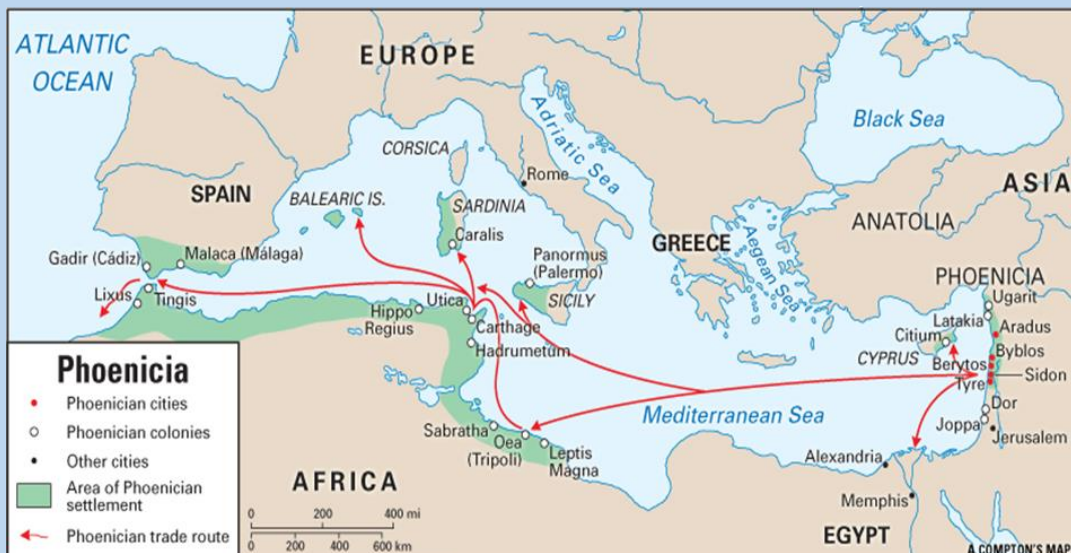 ATLANTIC
OCEAN
EUROPE
Adriatic Sea
Black Sea
CORSICA
Rome
ASIA
SPAIN
BALEARIC IS.
SARDINIA
ANATOLIA
Caralis
GREECE
Aegean Sea
Gadir (Cádiz)
Malaca (Málaga)
Panormus
(Palermo)
PHOENICIA
Lixus
Tingis
Utica
SICILY
Ugarit
Hippo
Regius
Carthage
Latakia
Aradus
Hadrumetum
Citium
Byblos
CYPRUS
Berytos
Sidon
Tyre
Mediterranean Sea
Dor
Sabratha
Oea
(Tripoli)
Leptis
Magna
Joppa
Jerusalem
Alexandria
AFRICA
Memphis
EGYPT
Phoenicia
Phoenician cities
Phoenician colonies
Other cities
Area of Phoenician
settlement
Phoenician trade route
0 200 400 mi
0 200 400 600 km
A COMPTON'S MAP